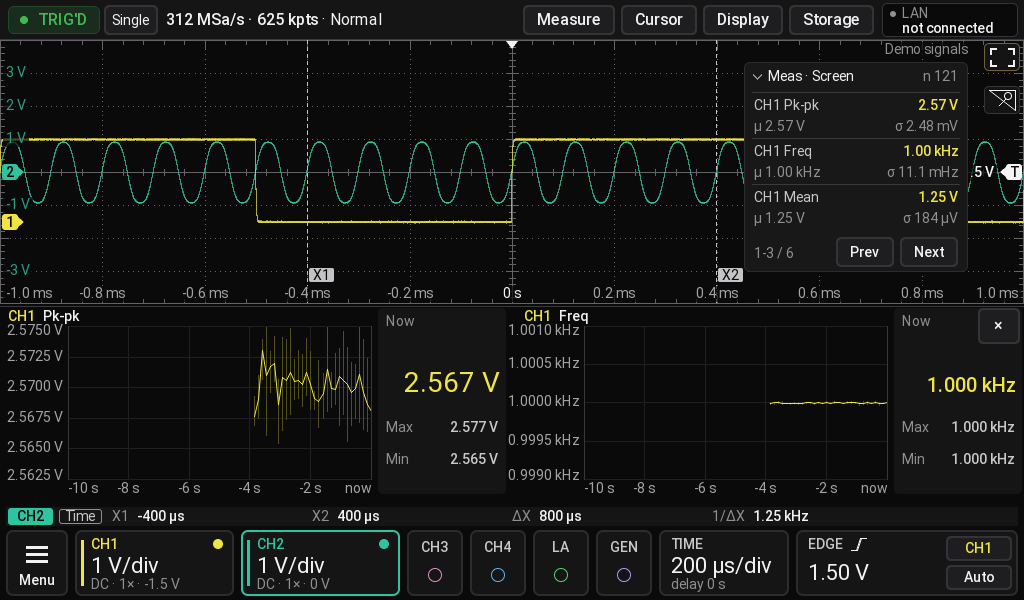 TRIG'D
Single
312 MSa/s · 625 kpts · Normal
Measure
Cursor
Display
Storage
LAN
not connected
Demo signals
3 V
2 V
1 V
2
-1 V
1
-3 V
Meas · Screen
n 121
CH1 Pk-pk
2.57 V
μ 2.57 V
σ 2.48 mV
CH1 Freq
1.00 kHz
μ 1.00 kHz
σ 11.1 mHz
CH1 Mean
1.25 V
μ 1.25 V
σ 184 μV
1-3 / 6
Prev
Next
.5 V
T
X1
X2
-1.0 ms
-0.8 ms
-0.6 ms
-0.4 ms
-0.2 ms
0 s
0.2 ms
0.4 ms
0.6 ms
0.8 ms
1.0 ms
CH1 Pk-pk
2.5750 V
2.5725 V
2.5700 V
2.5675 V
2.5650 V
2.5625 V
-10 s
-8 s
-6 s
-4 s
-2 s
now
Now
2.567 V
Max 2.577 V
Min 2.565 V
CH1 Freq
1.0010 kHz
1.0005 kHz
1.0000 kHz
0.9995 kHz
0.9990 kHz
-10 s
-8 s
-6 s
-4 s
-2 s
now
Now
×
1.000 kHz
Max 1.000 kHz
Min 1.000 kHz
CH2
Time
X1 -400 μs
X2 400 μs
ΔX 800 μs
1/ΔX 1.25 kHz
Menu
CH1
1 V/div
DC · 1× · -1.5 V
CH2
1 V/div
DC · 1× · 0 V
CH3
CH4
LA
GEN
TIME
200 μs/div
delay 0 s
EDGE
1.50 V
CH1
Auto